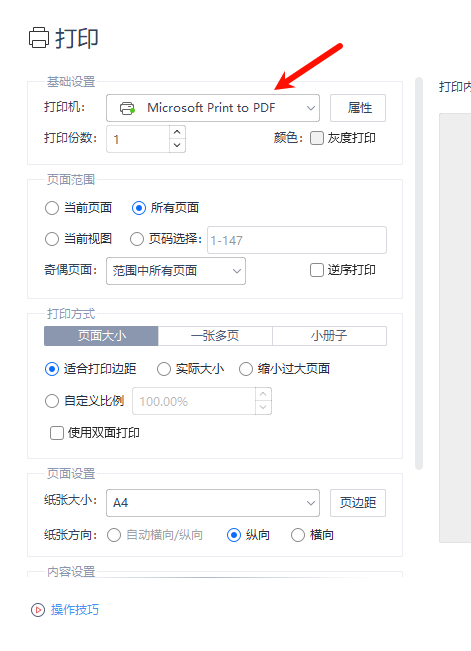 打印
打印内
基础设置
打印机: Microsoft Print to PDF 属性
打印份数: 1 颜色: 灰度打印
页面范围
当前页面 所有页面
当前视图 页码选择: 1-147
奇偶页面: 范围中所有页面 逆序打印
打印方式
页面大小 一张多页 小册子
适合打印边距 实际大小 缩小过大页面
自定义比例 100.00%
使用双面打印
页面设置
纸张大小: A4 页边距
纸张方向: 自动横向/纵向 纵向 横向
内容设置
操作技巧